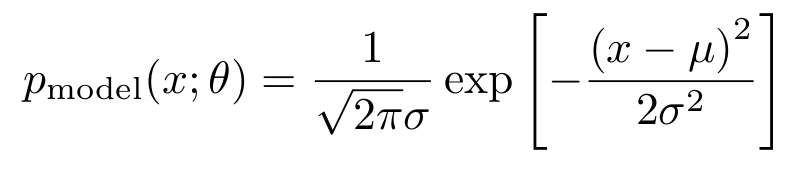 p_model(x; θ) = 1/(√(2π)σ) exp[−(x − μ)²/(2σ²)]